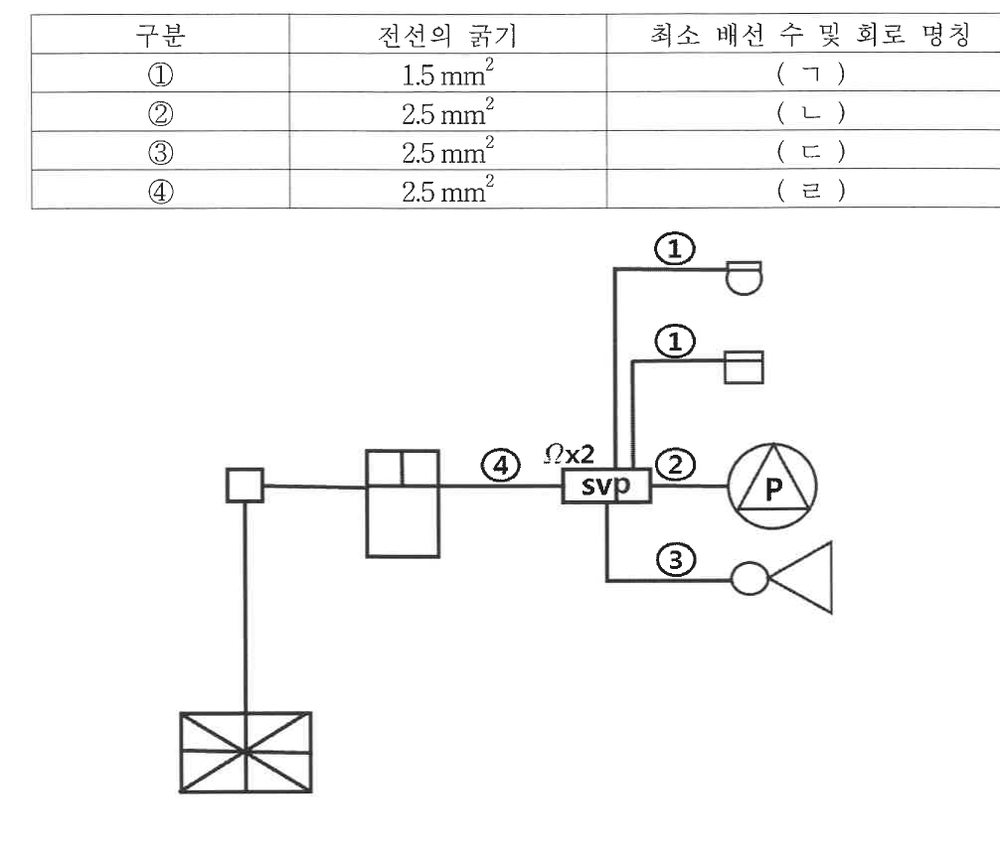 구분 전선의 굵기 최소 배선 수 및 회로 명칭
① 1.5 mm² ( ㄱ )
② 2.5 mm² ( ㄴ )
③ 2.5 mm² ( ㄷ )
④ 2.5 mm² ( ㄹ )
①
①
④ Ωx2 svp ② P
③